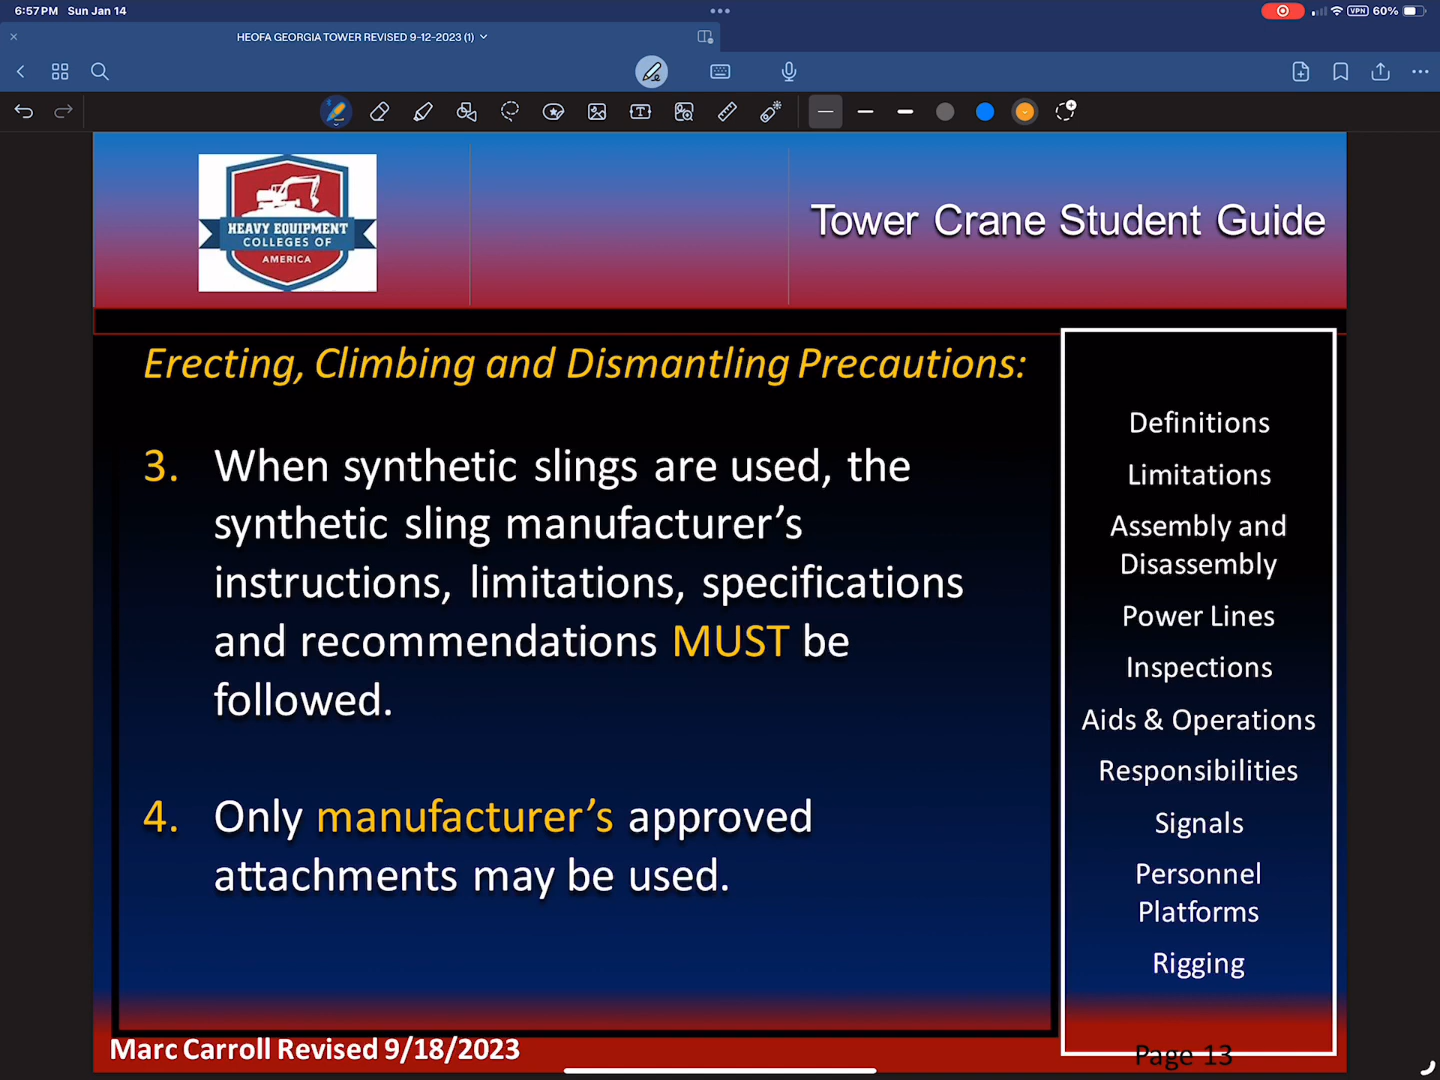 6:57 PM Sun Jan 14
VPN 60%
HEOFA GEORGIA TOWER REVISED 9-12-2023 (1)
HEAVY EQUIPMENT
COLLEGES OF
AMERICA
Tower Crane Student Guide
Erecting, Climbing and Dismantling Precautions:
3. When synthetic slings are used, the
synthetic sling manufacturer’s
instructions, limitations, specifications
and recommendations MUST be
followed.
4. Only manufacturer’s approved
attachments may be used.
Definitions
Limitations
Assembly and
Disassembly
Power Lines
Inspections
Aids & Operations
Responsibilities
Signals
Personnel
Platforms
Rigging
Marc Carroll Revised 9/18/2023
Page 13